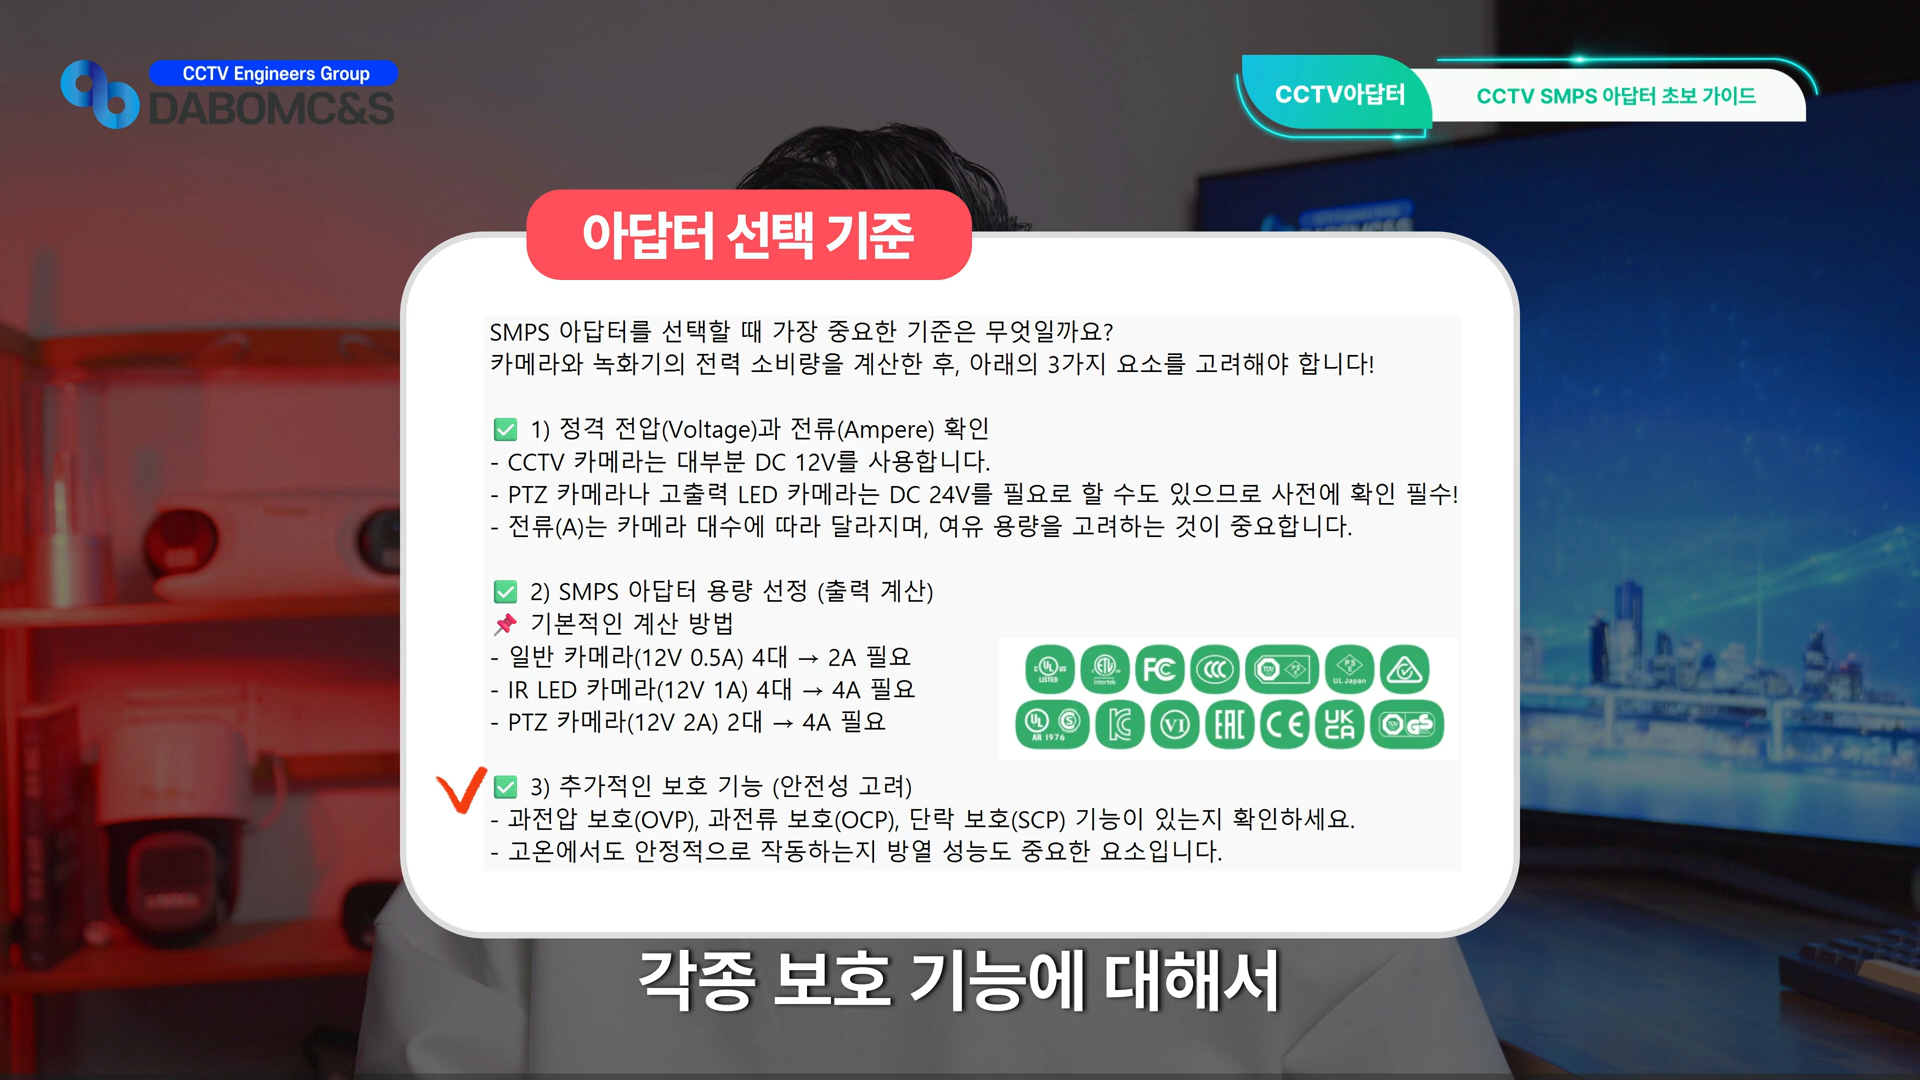 CCTV Engineers Group
DABOMC&S
CCTV아답터
CCTV SMPS 아답터 초보 가이드
아답터 선택 기준
SMPS 아답터를 선택할 때 가장 중요한 기준은 무엇일까요?
카메라와 녹화기의 전력 소비량을 계산한 후, 아래의 3가지 요소를 고려해야 합니다!
✅ 1) 정격 전압(Voltage)과 전류(Ampere) 확인
- CCTV 카메라는 대부분 DC 12V를 사용합니다.
- PTZ 카메라나 고출력 LED 카메라는 DC 24V를 필요로 할 수도 있으므로 사전에 확인 필수!
- 전류(A)는 카메라 대수에 따라 달라지며, 여유 용량을 고려하는 것이 중요합니다.
✅ 2) SMPS 아답터 용량 선정 (출력 계산)
📌 기본적인 계산 방법
- 일반 카메라(12V 0.5A) 4대 → 2A 필요
- IR LED 카메라(12V 1A) 4대 → 4A 필요
- PTZ 카메라(12V 2A) 2대 → 4A 필요
C UL US LISTED
ETL Intertek
FC
CCC
TUV PSE
PSE UL Japan
UL S AR 1976
KC
VI
EAC
CE
UK CA
TUV GS
✅ 3) 추가적인 보호 기능 (안전성 고려)
- 과전압 보호(OVP), 과전류 보호(OCP), 단락 보호(SCP) 기능이 있는지 확인하세요.
- 고온에서도 안정적으로 작동하는지 방열 성능도 중요한 요소입니다.
각종 보호 기능에 대해서